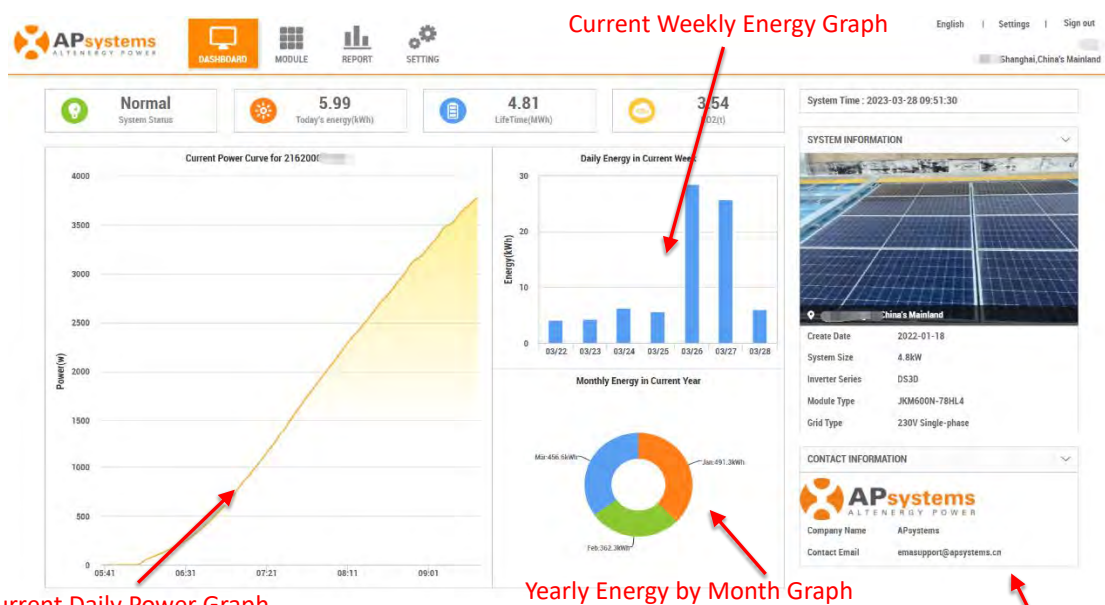 Current Weekly Energy Graph
English | Settings | Sign out
APsystems
ALTENERGY POWER
DASHBOARD
MODULE
REPORT
SETTING
Shanghai,China's Mainland
Normal
System Status
5.99
Today's energy(kWh)
4.81
LifeTime(MWh)
3.54
CO2(t)
System Time : 2023-03-28 09:51:30
Current Power Curve for 216200
4000
3500
3000
2500
2000
1500
1000
500
0
Power(w)
05:41 06:31 07:21 08:11 09:01
Daily Energy in Current Week
30
20
10
0
Energy(kWh)
03/22 03/23 03/24 03/25 03/26 03/27 03/28
Monthly Energy in Current Year
Mar:456.6kWh
Jan:491.3kWh
Feb:362.3kWh
SYSTEM INFORMATION
China's Mainland
Create Date 2022-01-18
System Size 4.8kW
Inverter Series DS3D
Module Type JKM600N-78HL4
Grid Type 230V Single-phase
CONTACT INFORMATION
APsystems
ALTENERGY POWER
Company Name APsystems
Contact Email emasupport@apsystems.cn
urrent Daily Power Graph
Yearly Energy by Month Graph